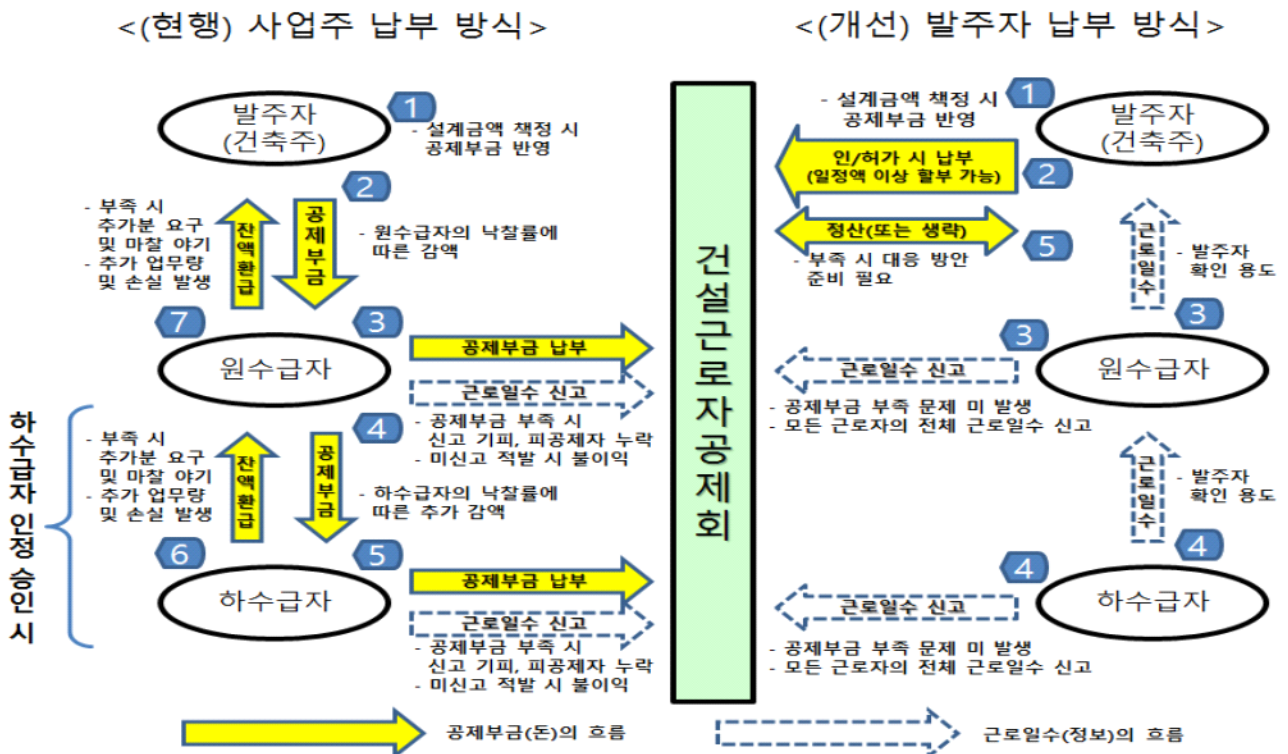 <(현행) 사업주 납부 방식>
발주자
(건축주)
1
- 설계금액 책정 시
공제부금 반영
2
- 부족 시
추가분 요구
및 마찰 야기
- 추가 업무량
및 손실 발생
잔액환급
공제부금
- 원수급자의 낙찰률에
따른 감액
7
3
원수급자
공제부금 납부
근로일수 신고
4
- 공제부금 부족 시
신고 기피, 피공제자 누락
- 미신고 적발 시 불이익
하수급자 인정 승인 시
- 부족 시
추가분 요구
및 마찰 야기
- 추가 업무량
및 손실 발생
잔액환급
공제부금
- 하수급자의 낙찰률에
따른 추가 감액
6
5
하수급자
공제부금 납부
근로일수 신고
- 공제부금 부족 시
신고 기피, 피공제자 누락
- 미신고 적발 시 불이익
건설근로자공제회
<(개선) 발주자 납부 방식>
- 설계금액 책정 시
공제부금 반영
1
발주자
(건축주)
인/허가 시 납부
(일정액 이상 할부 가능)
2
정산(또는 생략)
5
- 부족 시 대응 방안
준비 필요
근로일수
- 발주자
확인 용도
3
3
원수급자
근로일수 신고
- 공제부금 부족 문제 미 발생
- 모든 근로자의 전체 근로일수 신고
근로일수
- 발주자
확인 용도
4
4
하수급자
근로일수 신고
- 공제부금 부족 문제 미 발생
- 모든 근로자의 전체 근로일수 신고
공제부금(돈)의 흐름
근로일수(정보)의 흐름